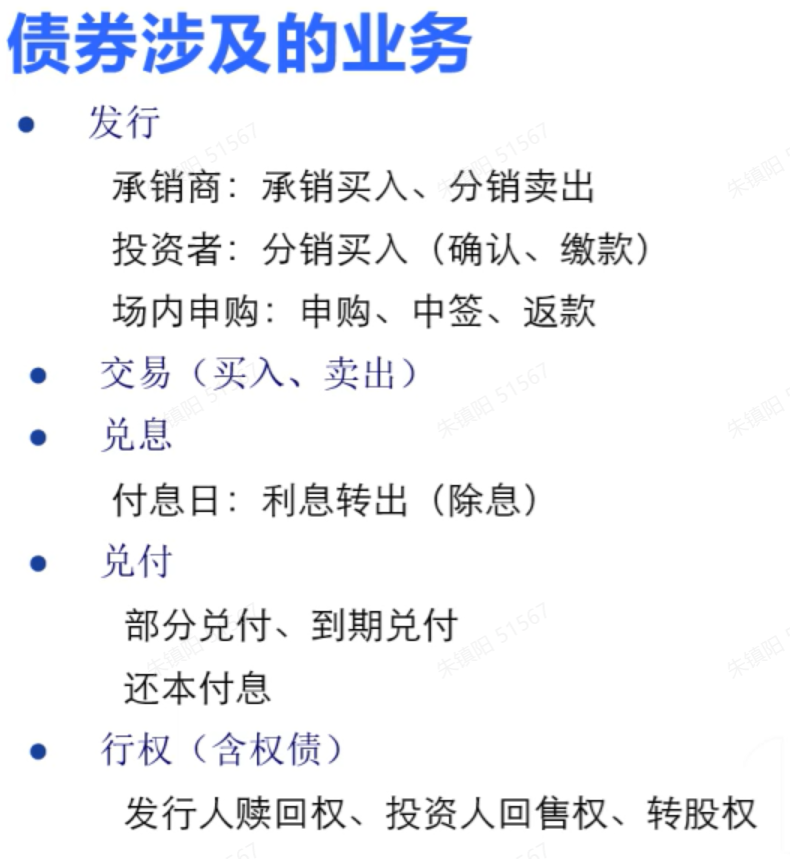 债券涉及的业务
• 发行
承销商：承销买入、分销卖出
投资者：分销买入（确认、缴款）
场内申购：申购、中签、返款
• 交易（买入、卖出）
• 兑息
付息日：利息转出（除息）
• 兑付
部分兑付、到期兑付
还本付息
• 行权（含权债）
发行人赎回权、投资人回售权、转股权
朱镇阳 51567